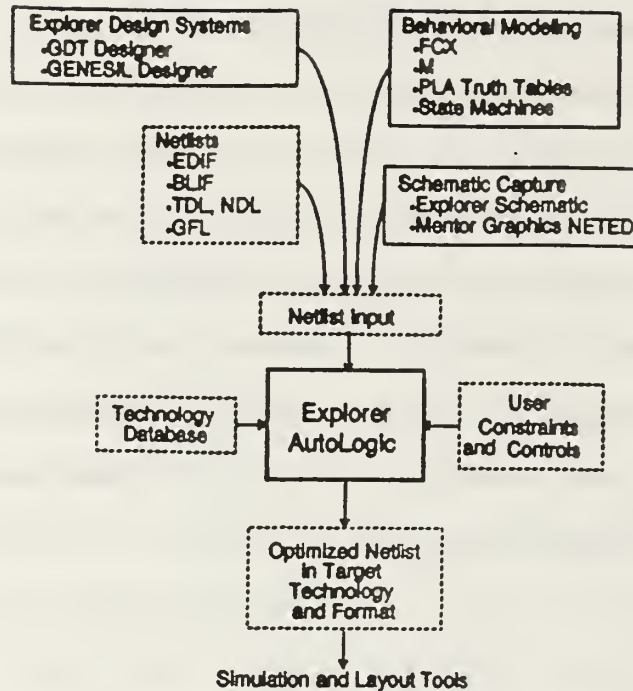 Explorer Design Systems
-GDT Designer
-GENESIL Designer
Behavioral Modeling
-FCX
-M
-PLA Truth Tables
-State Machines
Netlists
-EDIF
-BLIF
-TDL, NDL
-GFL
Schematic Capture
-Explorer Schematic
-Mentor Graphics NETED
Netlist Input
Technology
Database
Explorer
AutoLogic
User
Constraints
and Controls
Optimized Netlist
in Target
Technology
and Format
Simulation and Layout Tools